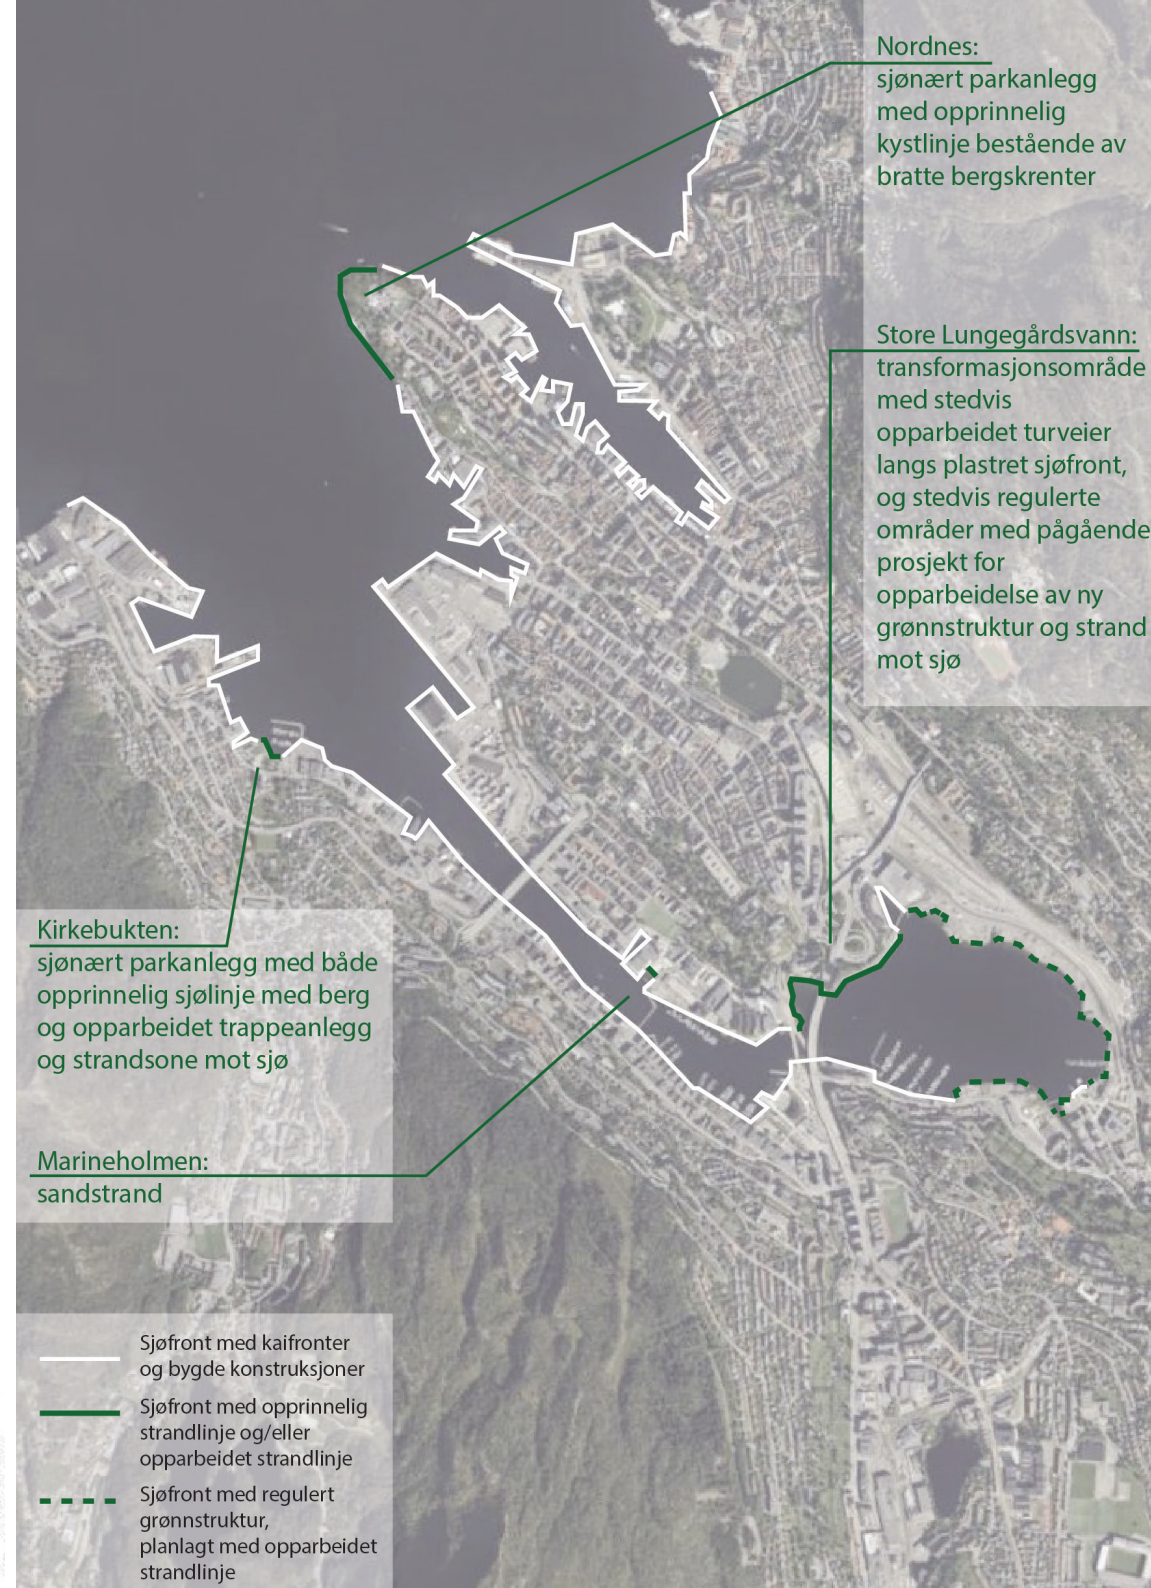 Nordnes:
sjønært parkanlegg
med opprinnelig
kystlinje bestående av
bratte bergskrenter
Store Lungegårdsvann:
transformasjonsområde
med stedvis
opparbeidet turveier
langs plastret sjøfront,
og stedvis regulerte
områder med pågående
prosjekt for
opparbeidelse av ny
grønnstruktur og strand
mot sjø
Kirkebukten:
sjønært parkanlegg med både
opprinnelig sjølinje med berg
og opparbeidet trappeanlegg
og strandsone mot sjø
Marineholmen:
sandstrand
Sjøfront med kaifronter
og bygde konstruksjoner
Sjøfront med opprinnelig
strandlinje og/eller
opparbeidet strandlinje
Sjøfront med regulert
grønnstruktur,
planlagt med opparbeidet
strandlinje